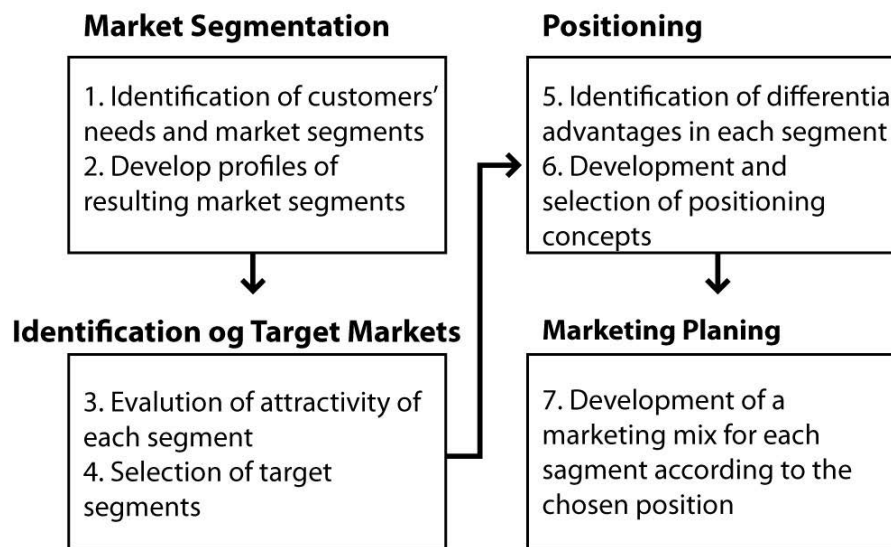 Market Segmentation
1. Identification of customers'
needs and market segments
2. Develop profiles of
resulting market segments
Identification og Target Markets
3. Evalution of attractivity of
each segment
4. Selection of target
segments
Positioning
5. Identification of differentia
advantages in each segment
6. Development and
selection of positioning
concepts
Marketing Planing
7. Development of a
marketing mix for each
sagment according to the
chosen position